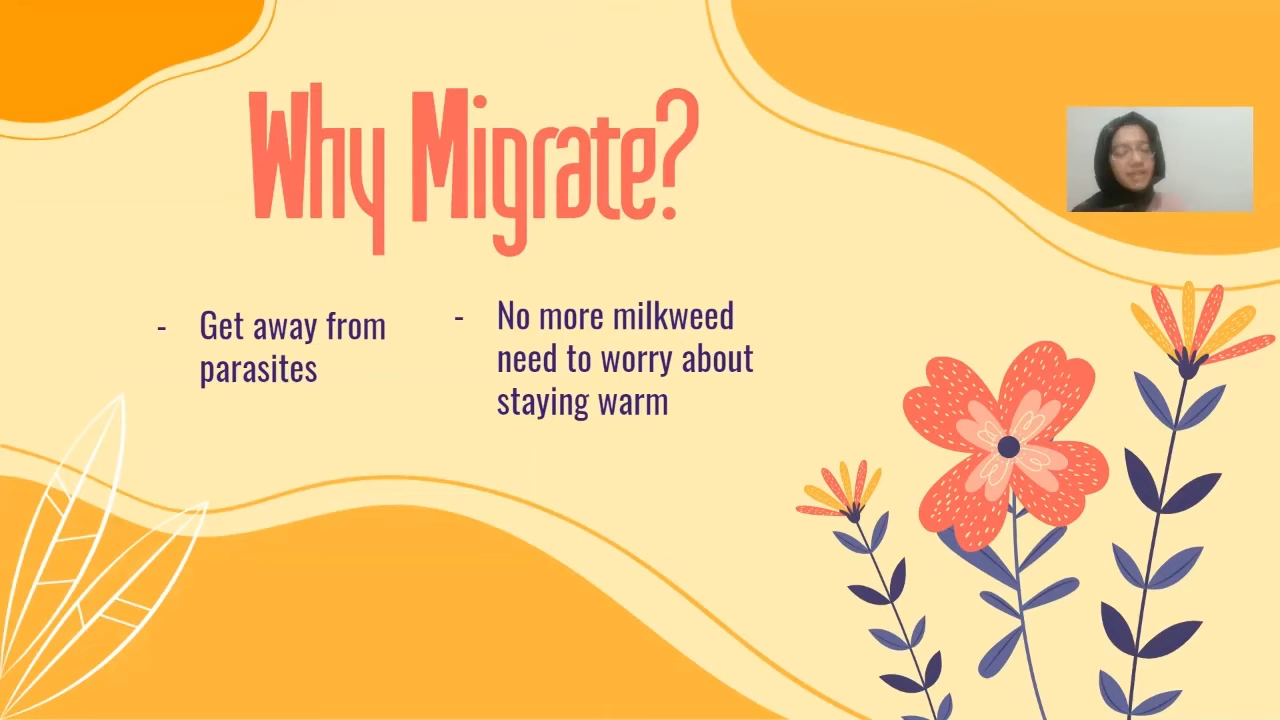 Why Migrate?
- Get away from
parasites
- No more milkweed
need to worry about
staying warm